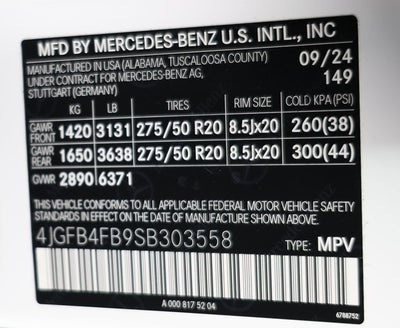 MFD BY MERCEDES-BENZ U.S. INTL., INC
MANUFACTURED IN USA (ALABAMA, TUSCALOOSA COUNTY) 09/24
UNDER CONTRACT FOR MERCEDES-BENZ AG, 149
STUTTGART (GERMANY)
KG LB TIRES RIM SIZE COLD KPA (PSI)
GAWR FRONT 1420 3131 275/50 R20 8.5Jx20 260(38)
GAWR REAR 1650 3638 275/50 R20 8.5Jx20 300(44)
GVWR 2890 6371
THIS VEHICLE CONFORMS TO ALL APPLICABLE FEDERAL MOTOR VEHICLE SAFETY
STANDARDS IN EFFECT ON THE DATE OF MANUFACTURE SHOWN ABOVE.
4JGFB4FB9SB303558 TYPE: MPV
A 000 817 52 04
6788752